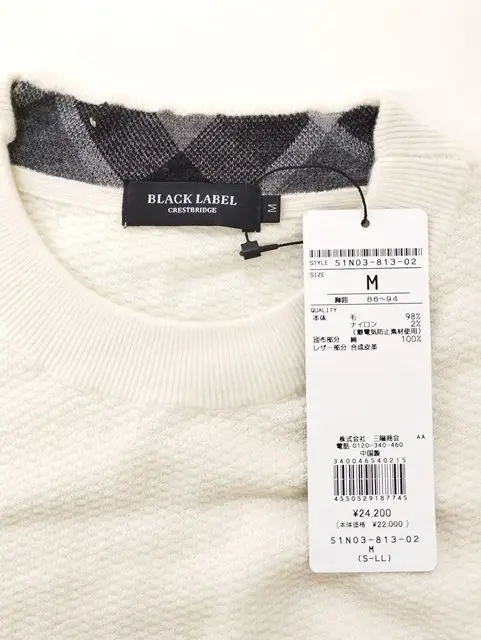 BLACK LABEL
CRESTBRIDGE
M
STYLE 51N03-813-02
SIZE
M
胸囲 86~94
QUALITY
本体 毛 98%
ナイロン 2%
(静電気防止素材使用)
別布部分 綿 100%
レザー部分 合成皮革
株式会社 三陽商会 AA
電話 0120-340-460
中国製
340046540215
4550529187745
¥24,200
(本体価格 ¥22,000)
51N03-813-02
M
(S-LL)